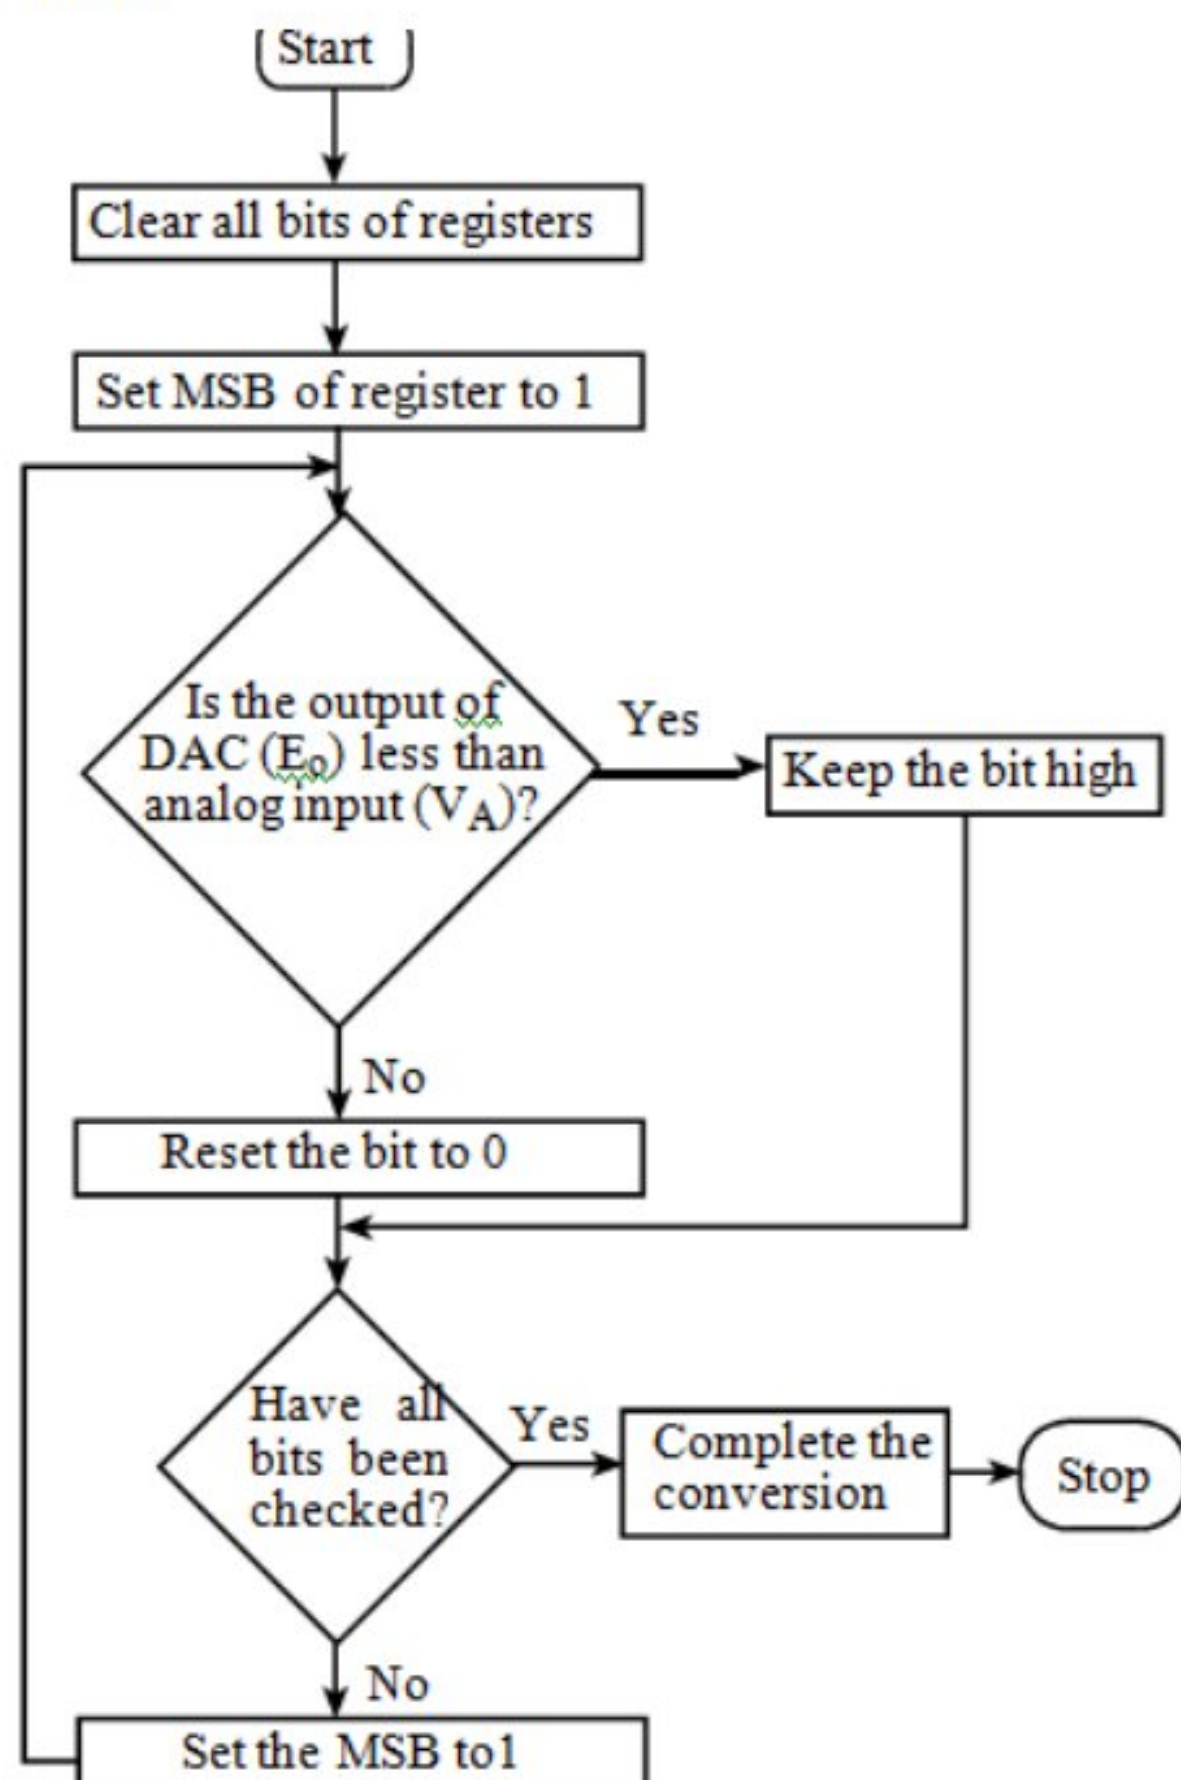 Start
Clear all bits of registers
Set MSB of register to 1
Is the output of
DAC (Eo) less than
analog input (VA)?
Yes
Keep the bit high
No
Reset the bit to 0
Have all
bits been
checked?
Yes
Complete the
conversion
Stop
No
Set the MSB to1